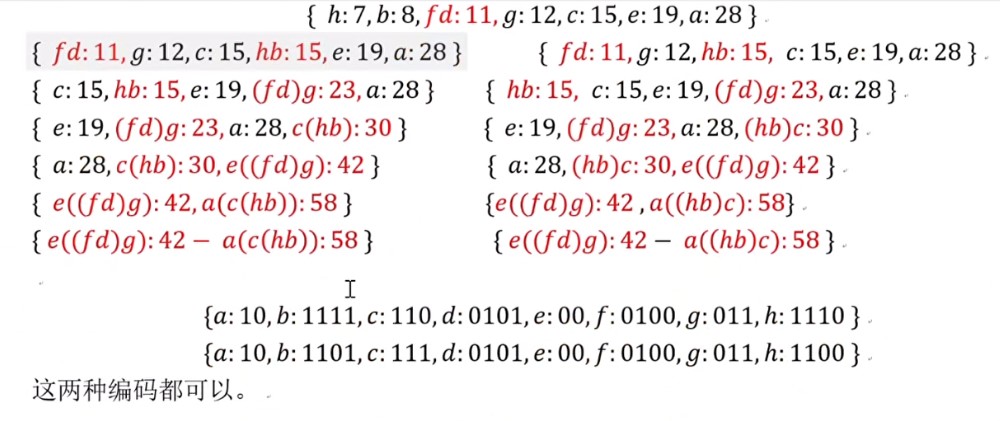 { h: 7, b: 8, fd: 11, g: 12, c: 15, e: 19, a: 28 }
{ fd: 11, g: 12, c: 15, hb: 15, e: 19, a: 28 } { fd: 11, g: 12, hb: 15, c: 15, e: 19, a: 28 }
{ c: 15, hb: 15, e: 19, (fd)g: 23, a: 28 } { hb: 15, c: 15, e: 19, (fd)g: 23, a: 28 }
{ e: 19, (fd)g: 23, a: 28, c(hb): 30 } { e: 19, (fd)g: 23, a: 28, (hb)c: 30 }
{ a: 28, c(hb): 30, e((fd)g): 42 } { a: 28, (hb)c: 30, e((fd)g): 42 }
{ e((fd)g): 42, a(c(hb)): 58 } {e((fd)g): 42 , a((hb)c): 58}
{ e((fd)g): 42 − a(c(hb)): 58 } { e((fd)g): 42 − a((hb)c): 58 }
{a: 10, b: 1111, c: 110, d: 0101, e: 00, f: 0100, g: 011, h: 1110 }
{a: 10, b: 1101, c: 111, d: 0101, e: 00, f: 0100, g: 011, h: 1100 }
这两种编码都可以。